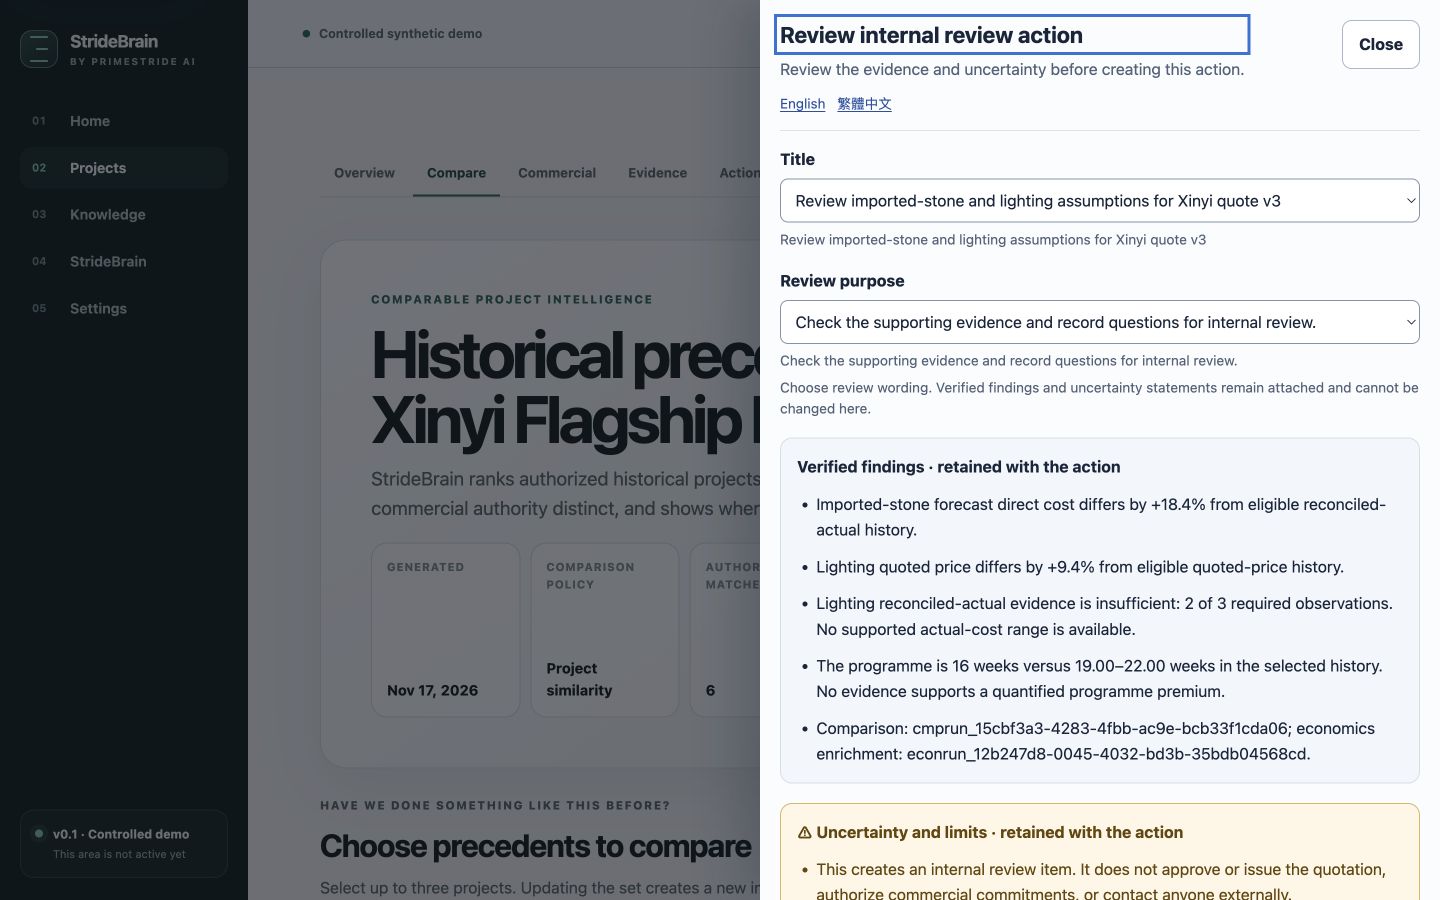 StrideBrain
BY PRIMESTRIDE AI
01 Home
02 Projects
03 Knowledge
04 StrideBrain
05 Settings
v0.1 · Controlled demo
This area is not active yet
Controlled synthetic demo
Overview Compare Commercial Evidence
COMPARABLE PROJECT INTELLIGENCE
Historical
Xinyi Flagship
StrideBrain ranks authorized historical projects
commercial authority distinct, and shows
GENERATED
Nov 17, 2026
COMPARISON
POLICY
Project
similarity
6
HAVE WE DONE SOMETHING LIKE THIS BEFORE?
Choose precedents to compare
Select up to three projects. Updating the set creates a new
Review internal review action
Close
Review the evidence and uncertainty before creating this action.
English 繁體中文
Title
Review imported-stone and lighting assumptions for Xinyi quote v3
Review imported-stone and lighting assumptions for Xinyi quote v3
Review purpose
Check the supporting evidence and record questions for internal review.
Check the supporting evidence and record questions for internal review.
Choose review wording. Verified findings and uncertainty statements remain attached and cannot be
changed here.
Verified findings · retained with the action
• Imported-stone forecast direct cost differs by +18.4% from eligible reconciled-
actual history.
• Lighting quoted price differs by +9.4% from eligible quoted-price history.
• Lighting reconciled-actual evidence is insufficient: 2 of 3 required observations.
No supported actual-cost range is available.
• The programme is 16 weeks versus 19.00–22.00 weeks in the selected history.
No evidence supports a quantified programme premium.
• Comparison: cmprun_15cbf3a3-4283-4fbb-ac9e-bcb33f1cda06; economics
enrichment: econrun_12b247d8-0045-4032-bd3b-35bdb04568cd.
⚠ Uncertainty and limits · retained with the action
• This creates an internal review item. It does not approve or issue the quotation,
authorize commercial commitments, or contact anyone externally.